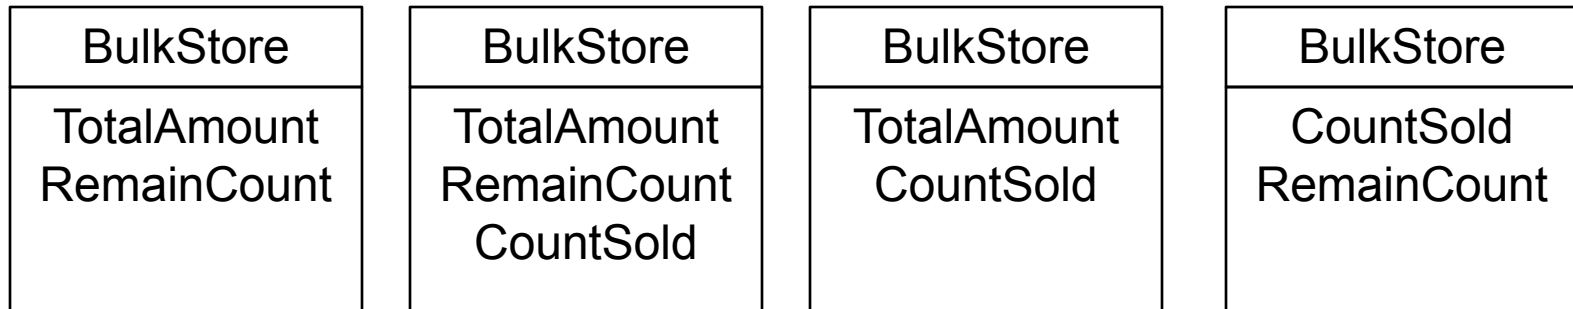 BulkStore
TotalAmount
RemainCount
BulkStore
TotalAmount
RemainCount
CountSold
BulkStore
TotalAmount
CountSold
BulkStore
CountSold
RemainCount